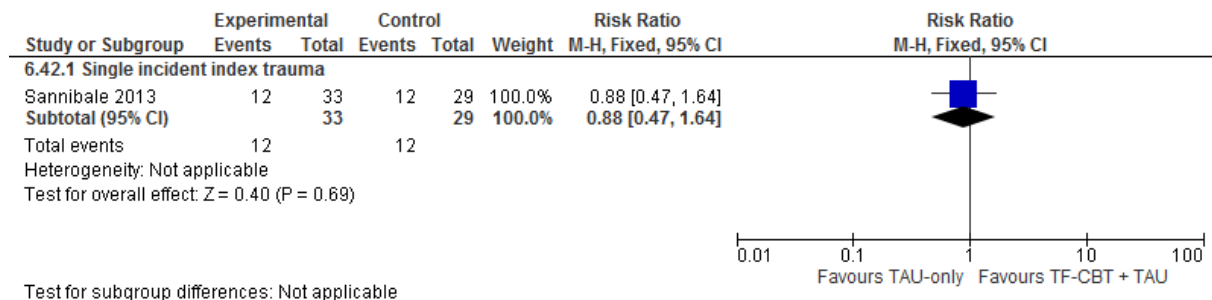 Experimental Control Risk Ratio Risk Ratio
Study or Subgroup Events Total Events Total Weight M-H, Fixed, 95% CI M-H, Fixed, 95% CI
6.42.1 Single incident index trauma
Sannibale 2013 12 33 12 29 100.0% 0.88 [0.47, 1.64]
Subtotal (95% CI) 33 29 100.0% 0.88 [0.47, 1.64]
Total events 12 12
Heterogeneity: Not applicable
Test for overall effect: Z = 0.40 (P = 0.69)
0.01 0.1 1 10 100
Favours TAU-only Favours TF-CBT + TAU
Test for subgroup differences: Not applicable